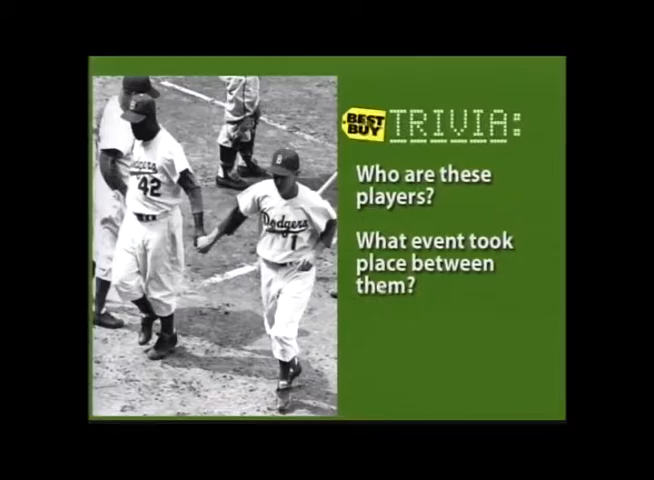 BEST
BUY
TRIVIA:
Who are these
players?
What event took
place between
them?
Dodgers
42
B
Dodgers
1